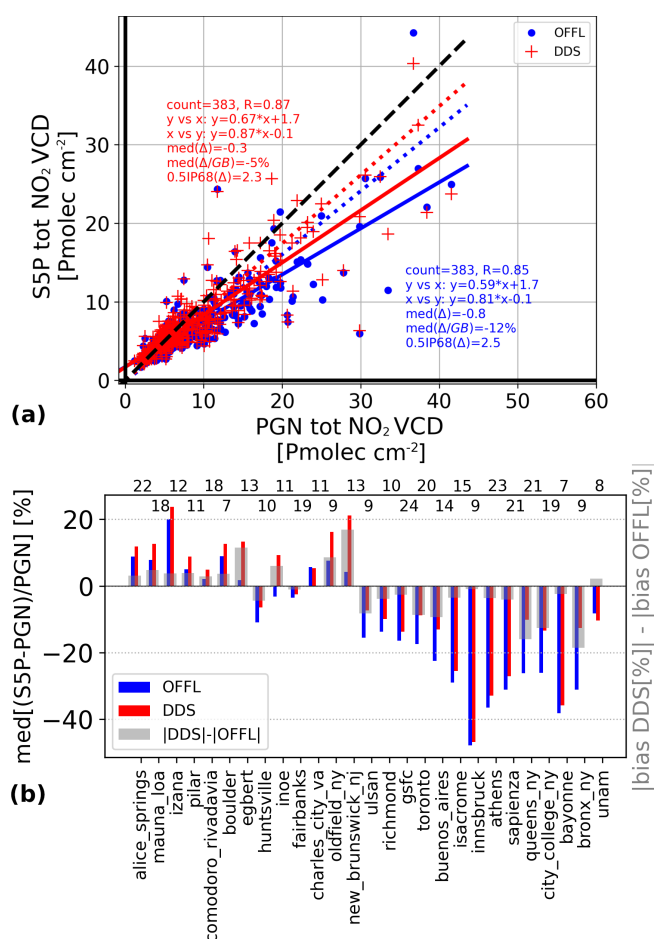 OFFL
DDS
count=383, R=0.87
y vs x: y=0.67*x+1.7
x vs y: y=0.87*x-0.1
med(Δ)=-0.3
med(Δ/GB)=-5%
0.5IP68(Δ)=2.3
count=383, R=0.85
y vs x: y=0.59*x+1.7
x vs y: y=0.81*x-0.1
med(Δ)=-0.8
med(Δ/GB)=-12%
0.5IP68(Δ)=2.5
S5P tot NO₂ VCD
[Pmolec cm⁻²]
40
30
20
10
0
0 10 20 30 40 50 60
PGN tot NO₂ VCD
[Pmolec cm⁻²]
(a)
22 12 18 13 11 11 13 10 20 15 23 21 7 8
18 11 7 10 19 9 9 24 14 9 21 19 9
med[(S5P-PGN)/PGN] [%]
20
0
−20
−40
|bias DDS[%]| - |bias OFFL[%]|
OFFL
DDS
|DDS|-|OFFL|
(b)
alice_springs
mauna_loa
izana
pilar
comodoro_rivadavia
boulder
egbert
huntsville
inoe
fairbanks
charles_city_va
oldfield_ny
new_brunswick_nj
ulsan
richmond
gsfc
toronto
buenos_aires
isacrome
innsbruck
athens
sapienza
queens_ny
city_college_ny
bayonne
bronx_ny
unam